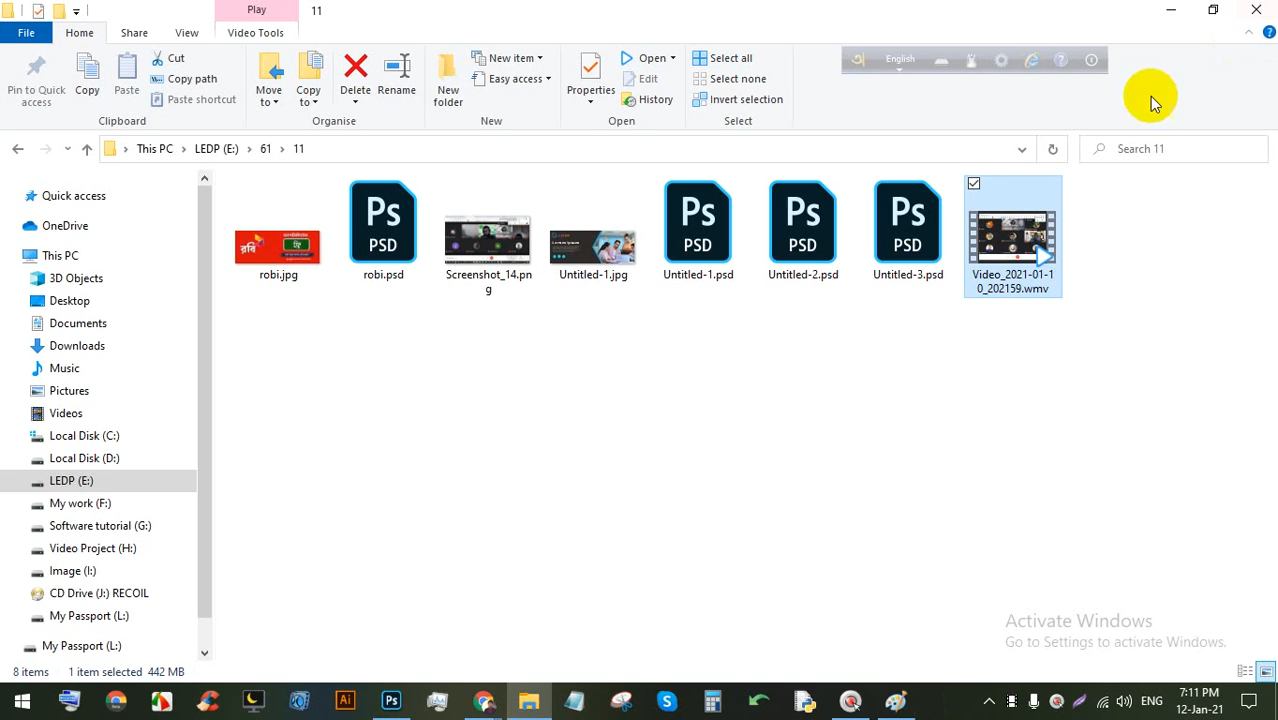 Play
11
File
Home
Share
View
Video Tools
Pin to Quick access
Copy
Paste
Cut
Copy path
Paste shortcut
Clipboard
Move to
Copy to
Delete
Rename
Organise
New folder
New item
Easy access
New
Properties
Open
Edit
History
Open
Select all
Select none
Invert selection
Select
English
This PC
LEDP (E:)
61
11
Search 11
Quick access
OneDrive
This PC
3D Objects
Desktop
Documents
Downloads
Music
Pictures
Videos
Local Disk (C:)
Local Disk (D:)
LEDP (E:)
My work (F:)
Software tutorial (G:)
Video Project (H:)
Image (I:)
CD Drive (J:) RECOIL
My Passport (L:)
My Passport (L:)
রবি
robi.jpg
Ps
PSD
robi.psd
Screenshot_14.pn
g
Untitled-1.jpg
Ps
PSD
Untitled-1.psd
Ps
PSD
Untitled-2.psd
Ps
PSD
Untitled-3.psd
Video_2021-01-1
0_202159.wmv
Activate Windows
Go to Settings to activate Windows.
8 items
1 item selected 442 MB
Ai
Ps
ENG
7:11 PM
12-Jan-21